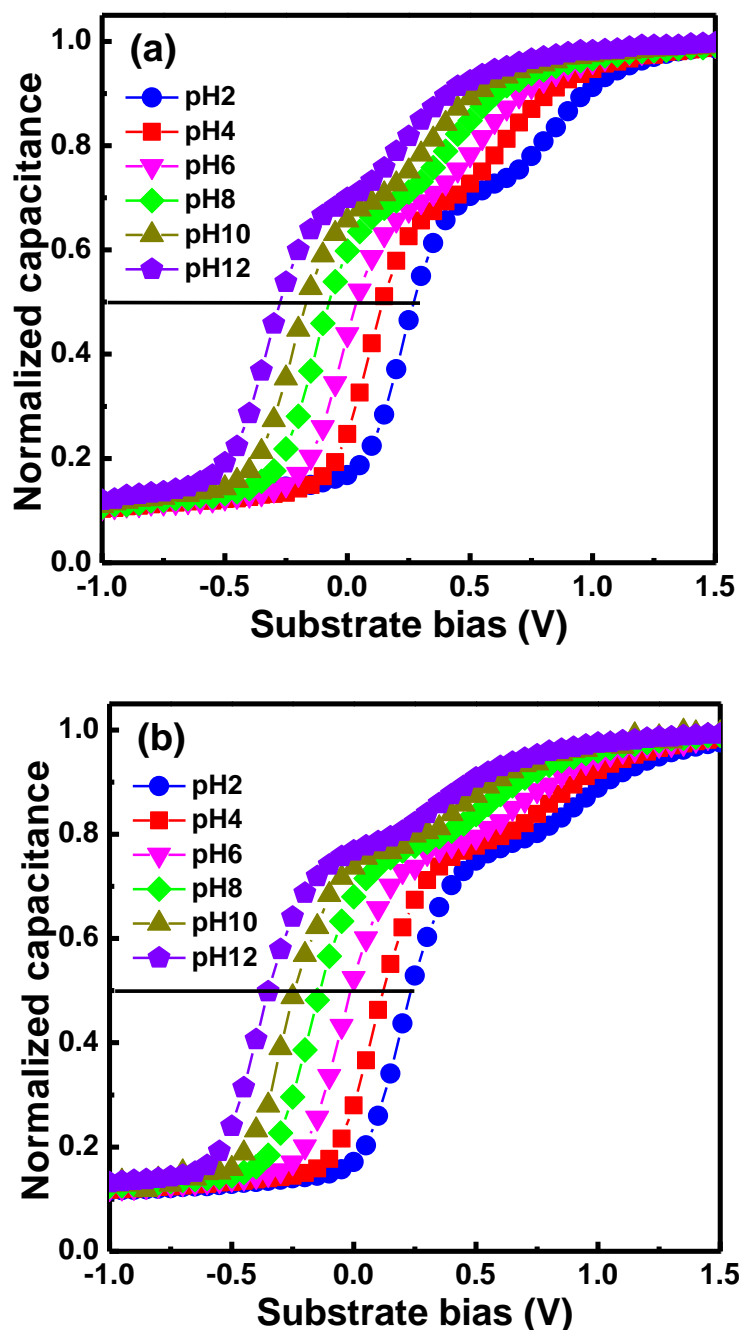 (a)
1.0
0.8
0.6
0.4
0.2
0.0
Normalized capacitance
pH2
pH4
pH6
pH8
pH10
pH12
-1.0 -0.5 0.0 0.5 1.0 1.5
Substrate bias (V)
(b)
1.0
0.8
0.6
0.4
0.2
0.0
Normalized capacitance
pH2
pH4
pH6
pH8
pH10
pH12
-1.0 -0.5 0.0 0.5 1.0 1.5
Substrate bias (V)